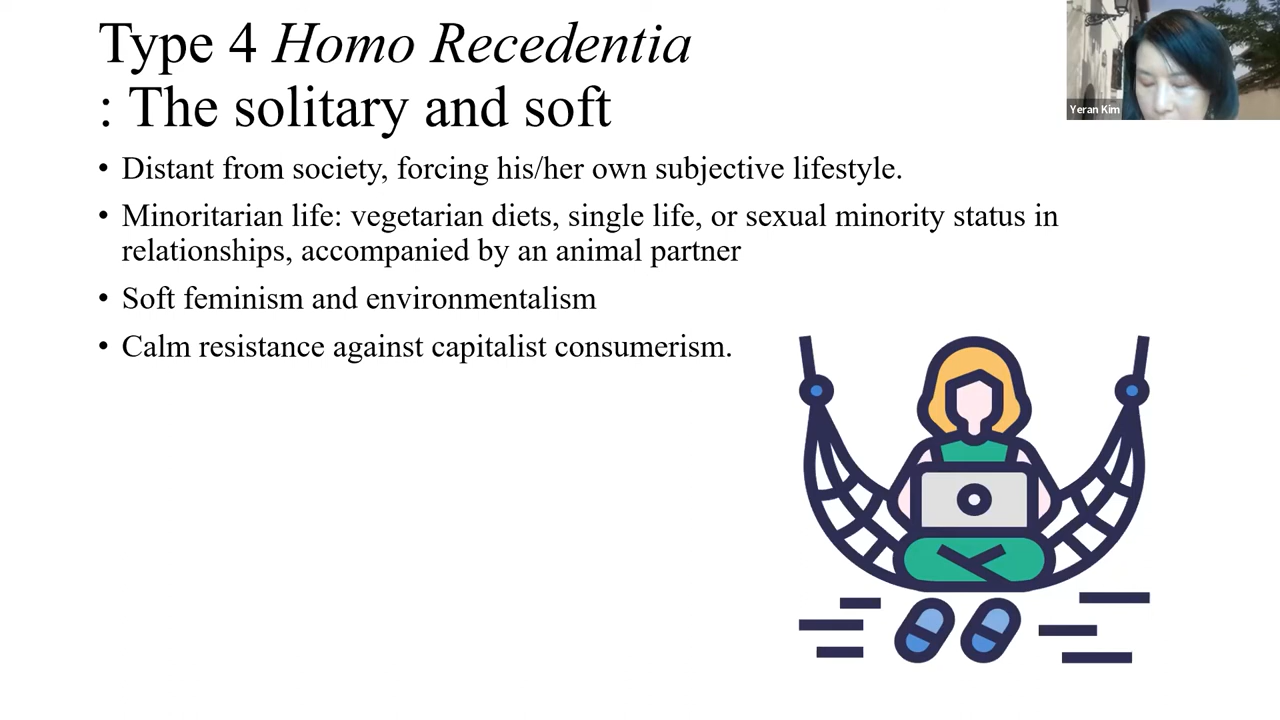 Type 4 Homo Recedentia
: The solitary and soft
• Distant from society, forcing his/her own subjective lifestyle.
• Minoritarian life: vegetarian diets, single life, or sexual minority status in
relationships, accompanied by an animal partner
• Soft feminism and environmentalism
• Calm resistance against capitalist consumerism.
Yeran Kim